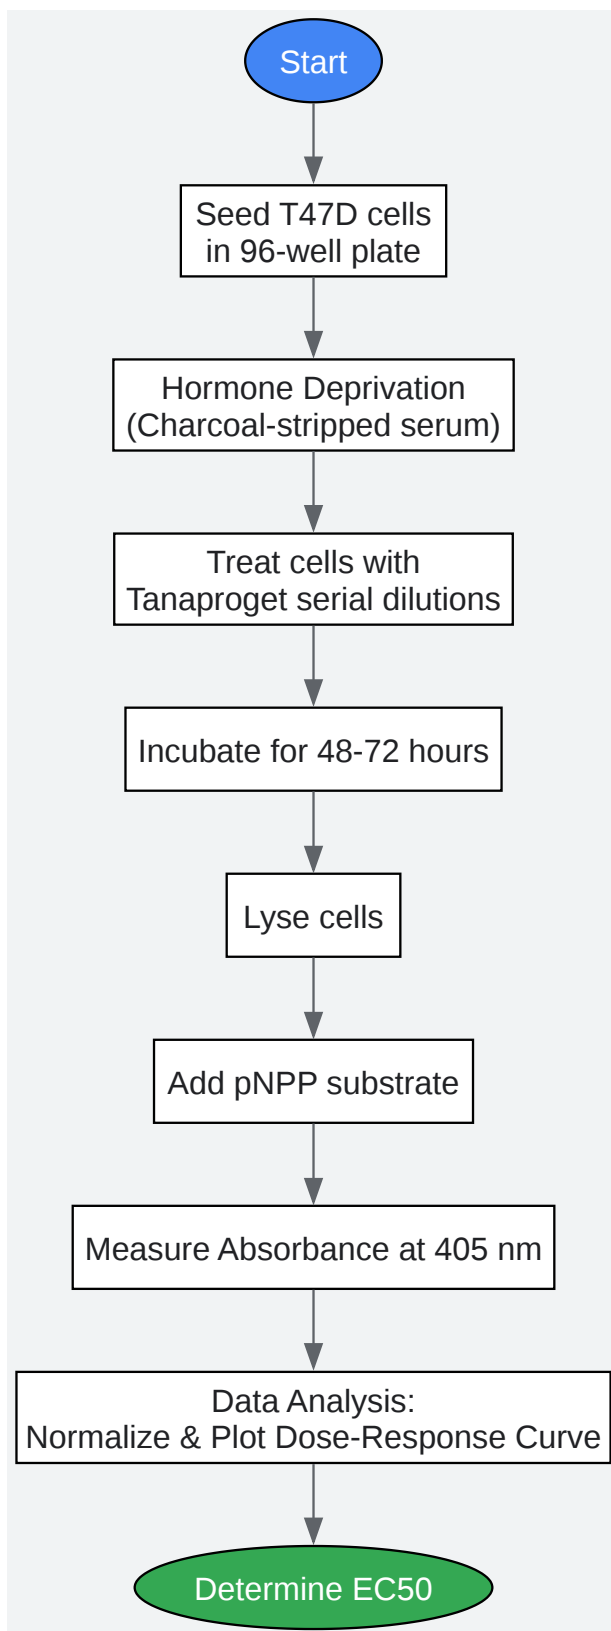 Start
Seed T47D cells
in 96-well plate
Hormone Deprivation
(Charcoal-stripped serum)
Treat cells with
Tanaproget serial dilutions
Incubate for 48-72 hours
Lyse cells
Add pNPP substrate
Measure Absorbance at 405 nm
Data Analysis:
Normalize & Plot Dose-Response Curve
Determine EC50